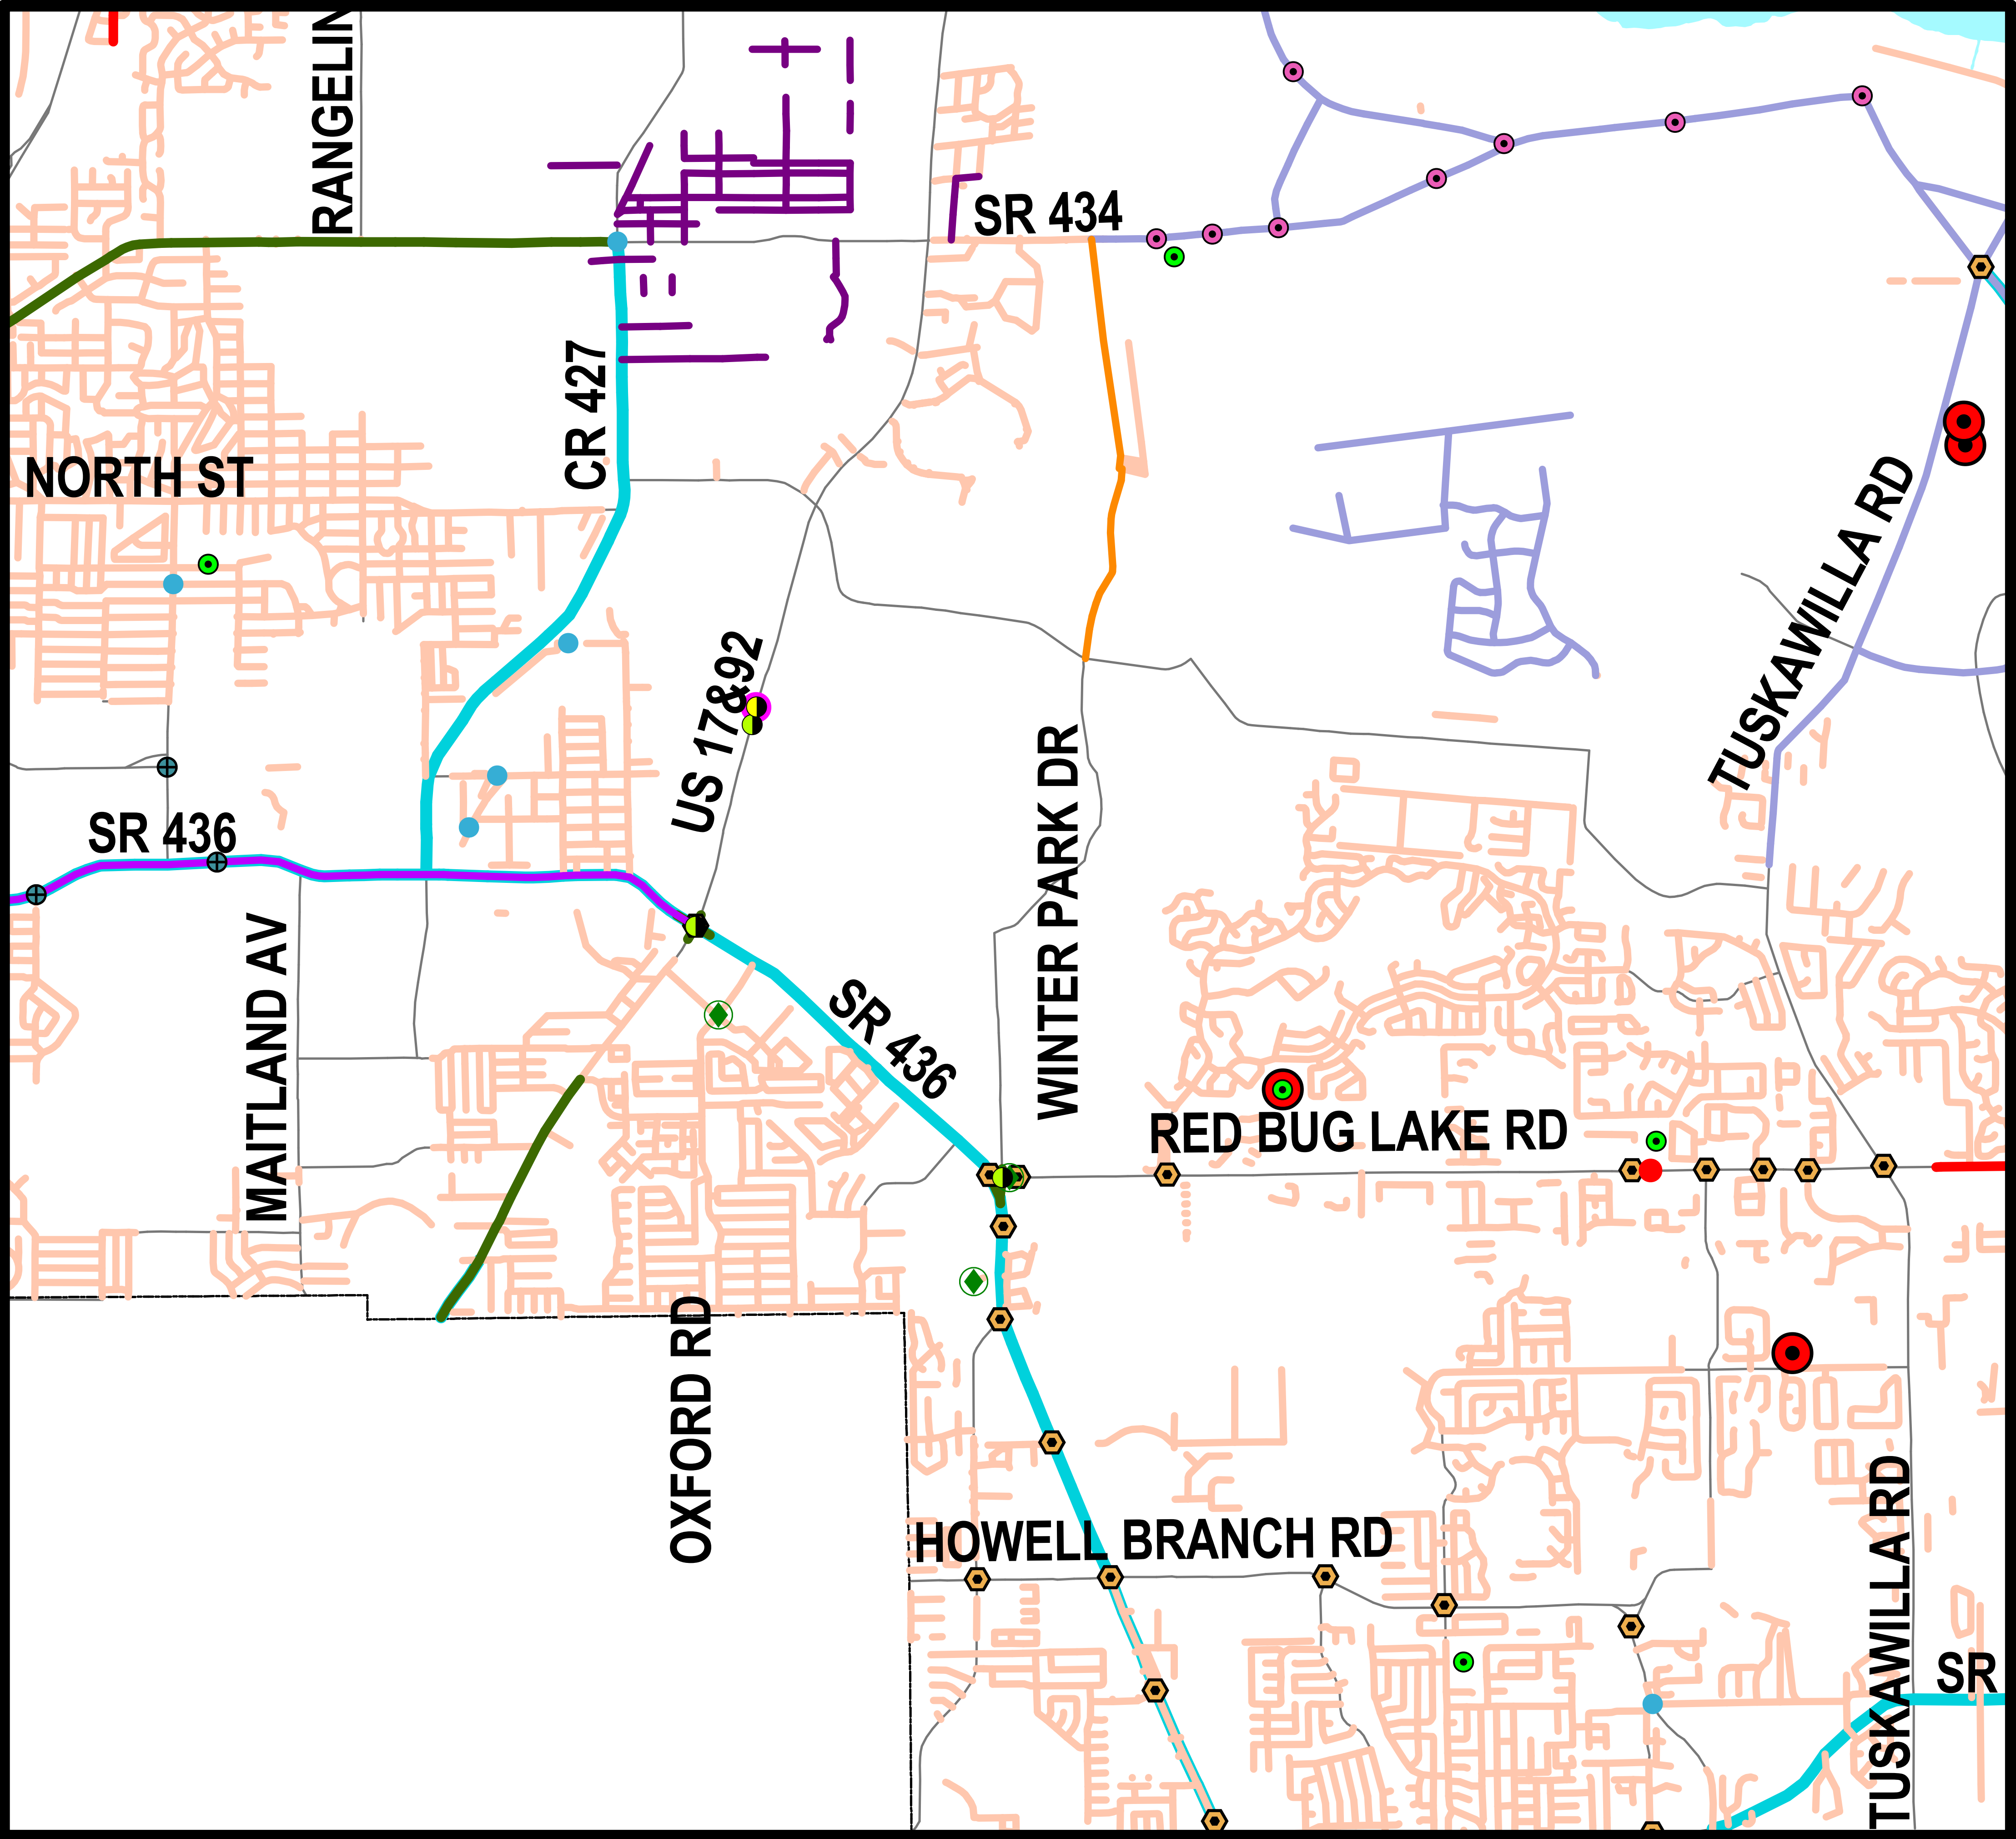 RANGELIN
SR 434
CR 427
NORTH ST
TUSKAWILLA RD
US 17&92
WINTER PARK DR
SR 436
MAITLAND AV
SR 436
RED BUG LAKE RD
OXFORD RD
HOWELL BRANCH RD
TUSKAWILLA RD
SR